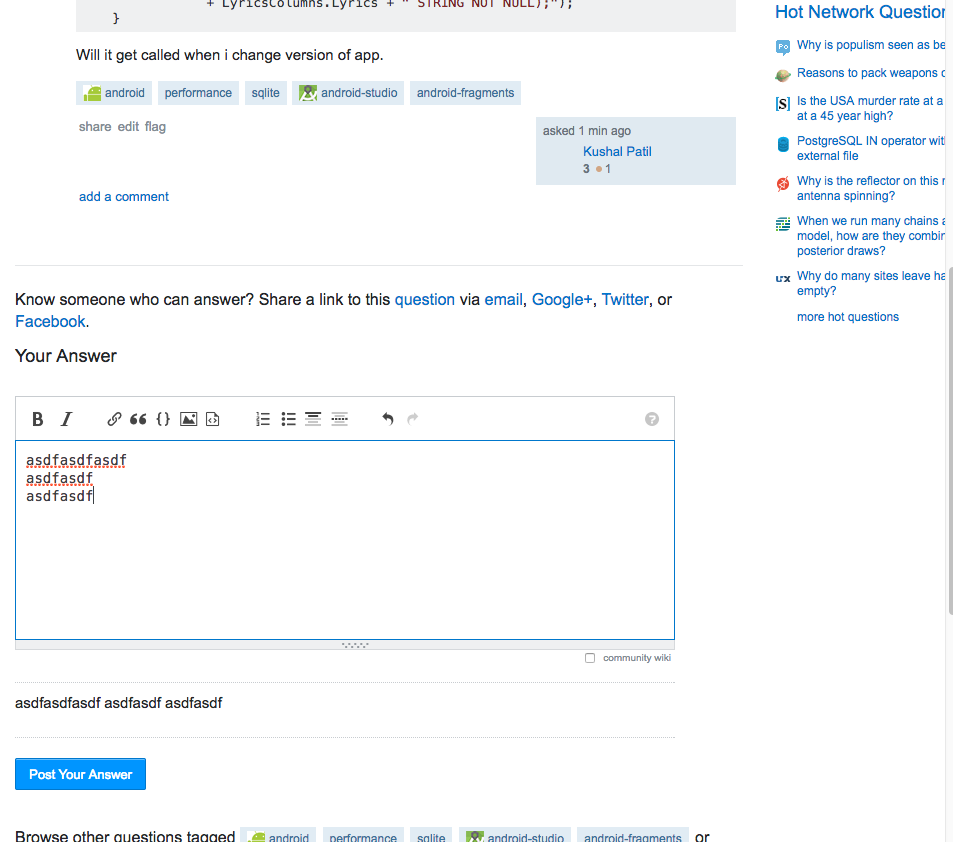 + LyricsColumns.Lyrics + " STRING NOT NULL);");
}
Will it get called when i change version of app.
android performance sqlite android-studio android-fragments
share edit flag
asked 1 min ago
Kushal Patil
3 1
add a comment
Know someone who can answer? Share a link to this question via email, Google+, Twitter, or
Facebook.
Your Answer
B I
?
asdfasdfasdf
asdfasdf
asdfasdf
community wiki
asdfasdfasdf asdfasdf asdfasdf
Post Your Answer
Browse other questions tagged android performance sqlite android-studio android-fragments or
Hot Network Question
Po Why is populism seen as be
Reasons to pack weapons
[S] Is the USA murder rate at a
at a 45 year high?
PostgreSQL IN operator with
external file
Why is the reflector on this
antenna spinning?
When we run many chains
model, how are they combin
posterior draws?
UX Why do many sites leave ha
empty?
more hot questions